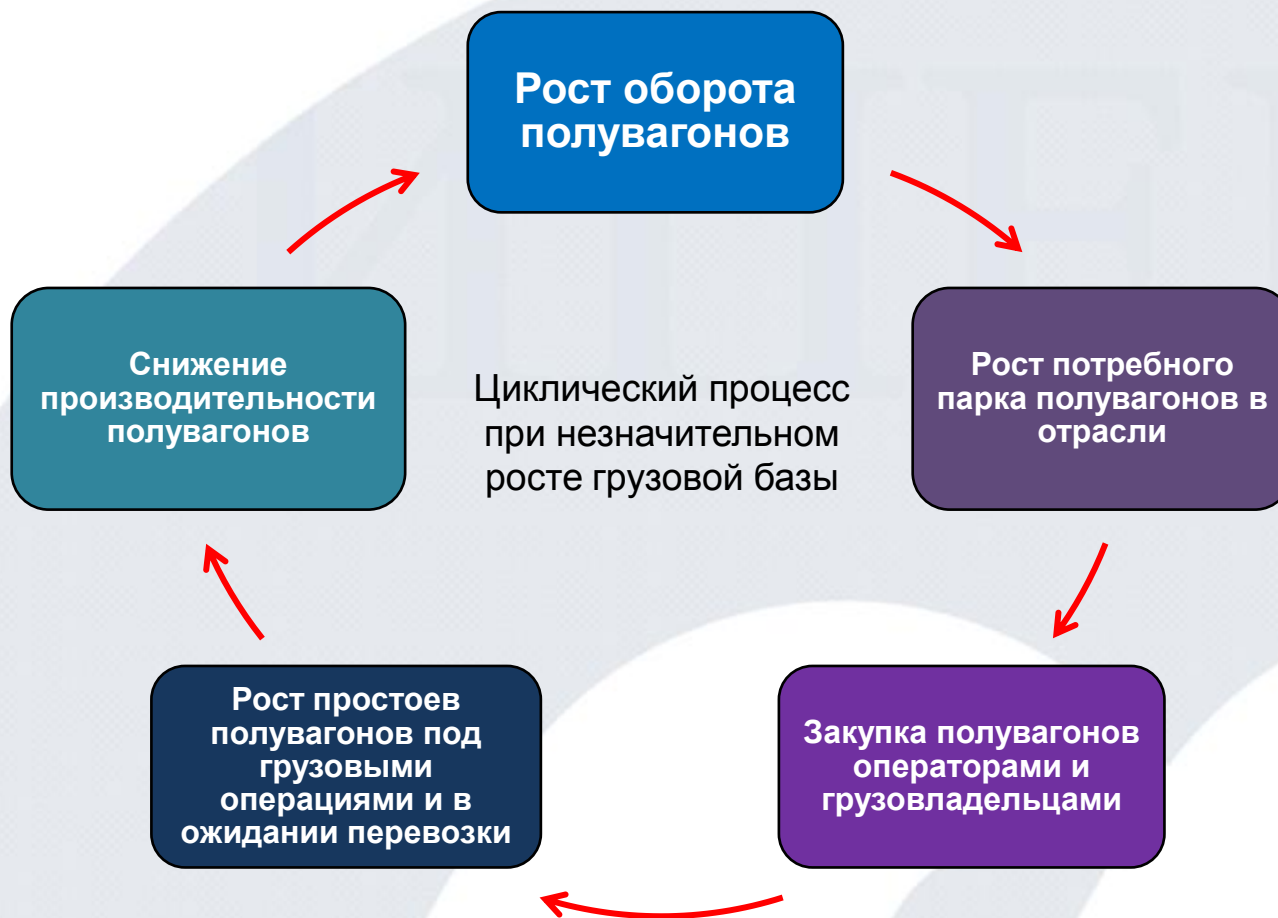 Рост оборота
полувагонов
Снижение
производительности
полувагонов
Циклический процесс
при незначительном
росте грузовой базы
Рост потребного
парка полувагонов в
отрасли
Рост простоев
полувагонов под
грузовыми
операциями и в
ожидании перевозки
Закупка полувагонов
операторами и
грузовладельцами